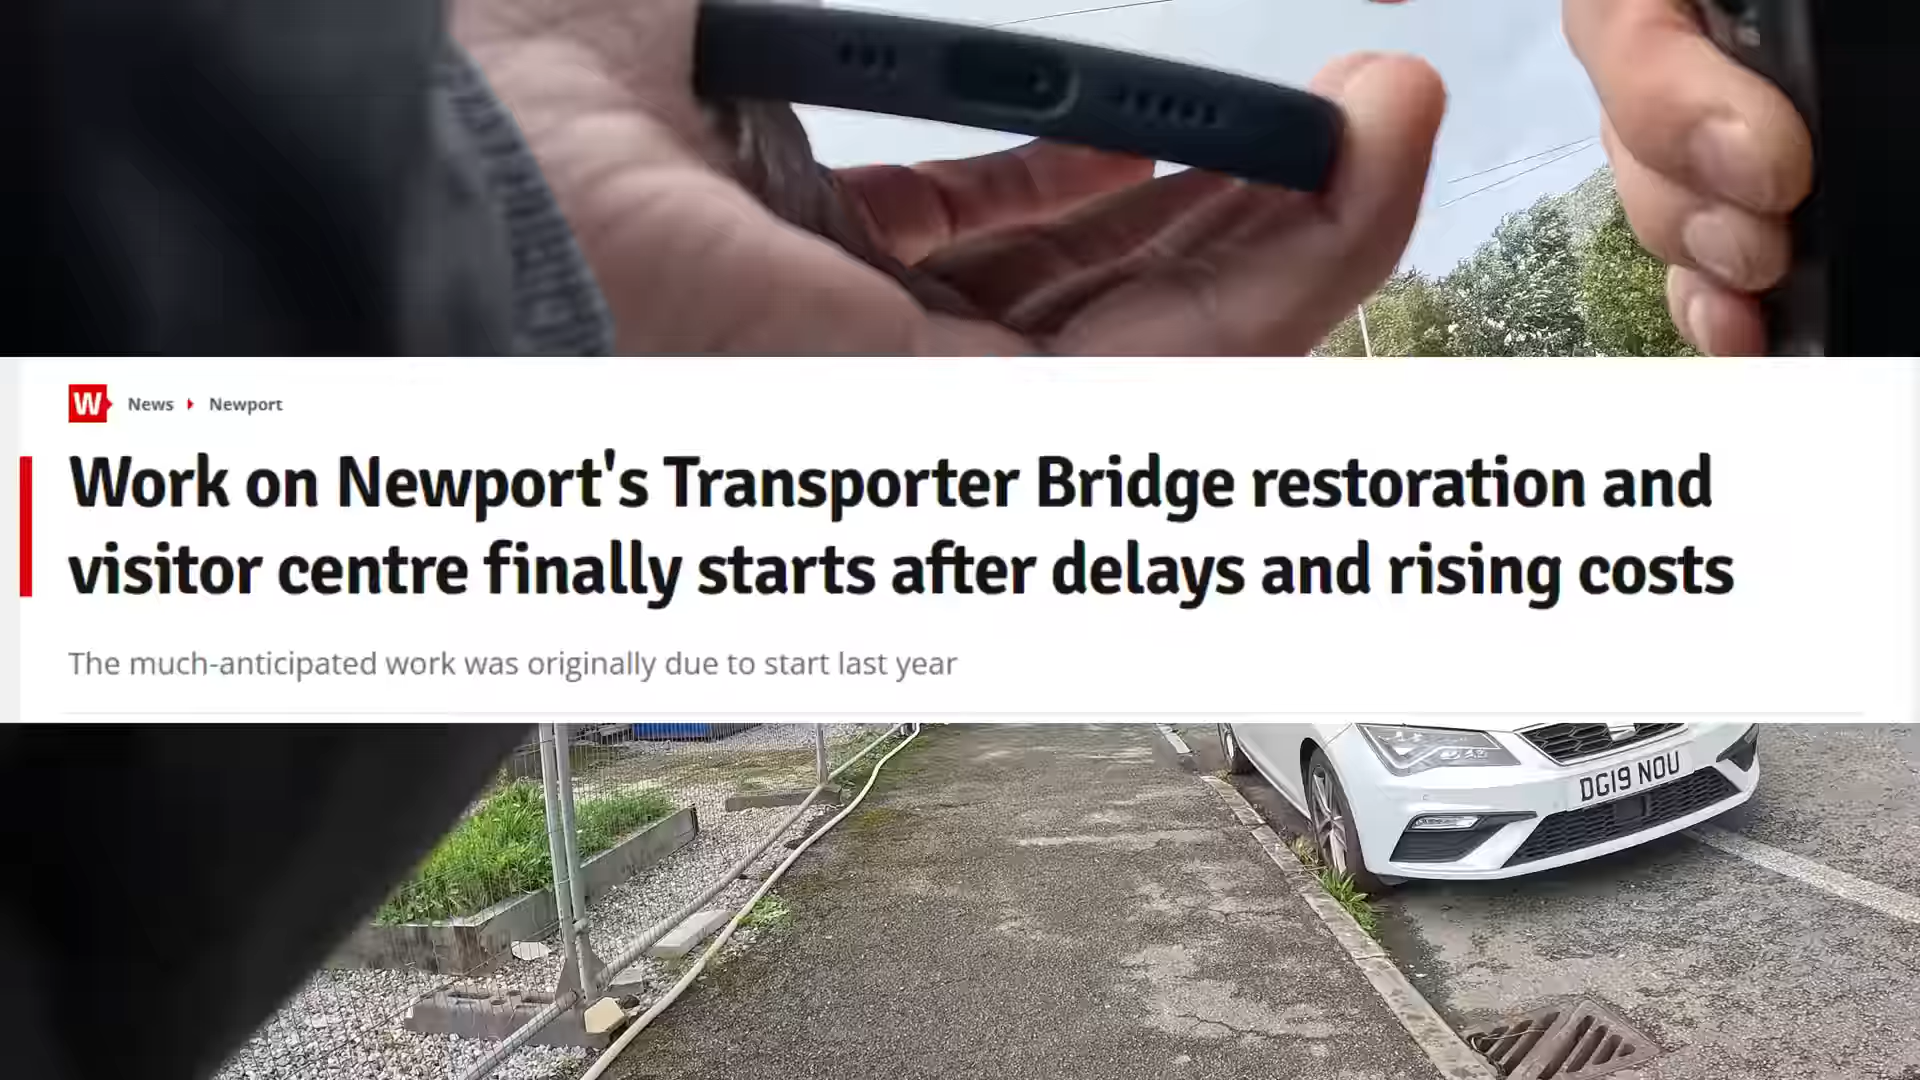 W News Newport
Work on Newport's Transporter Bridge restoration and
visitor centre finally starts after delays and rising costs
The much-anticipated work was originally due to start last year
DG19 NOU